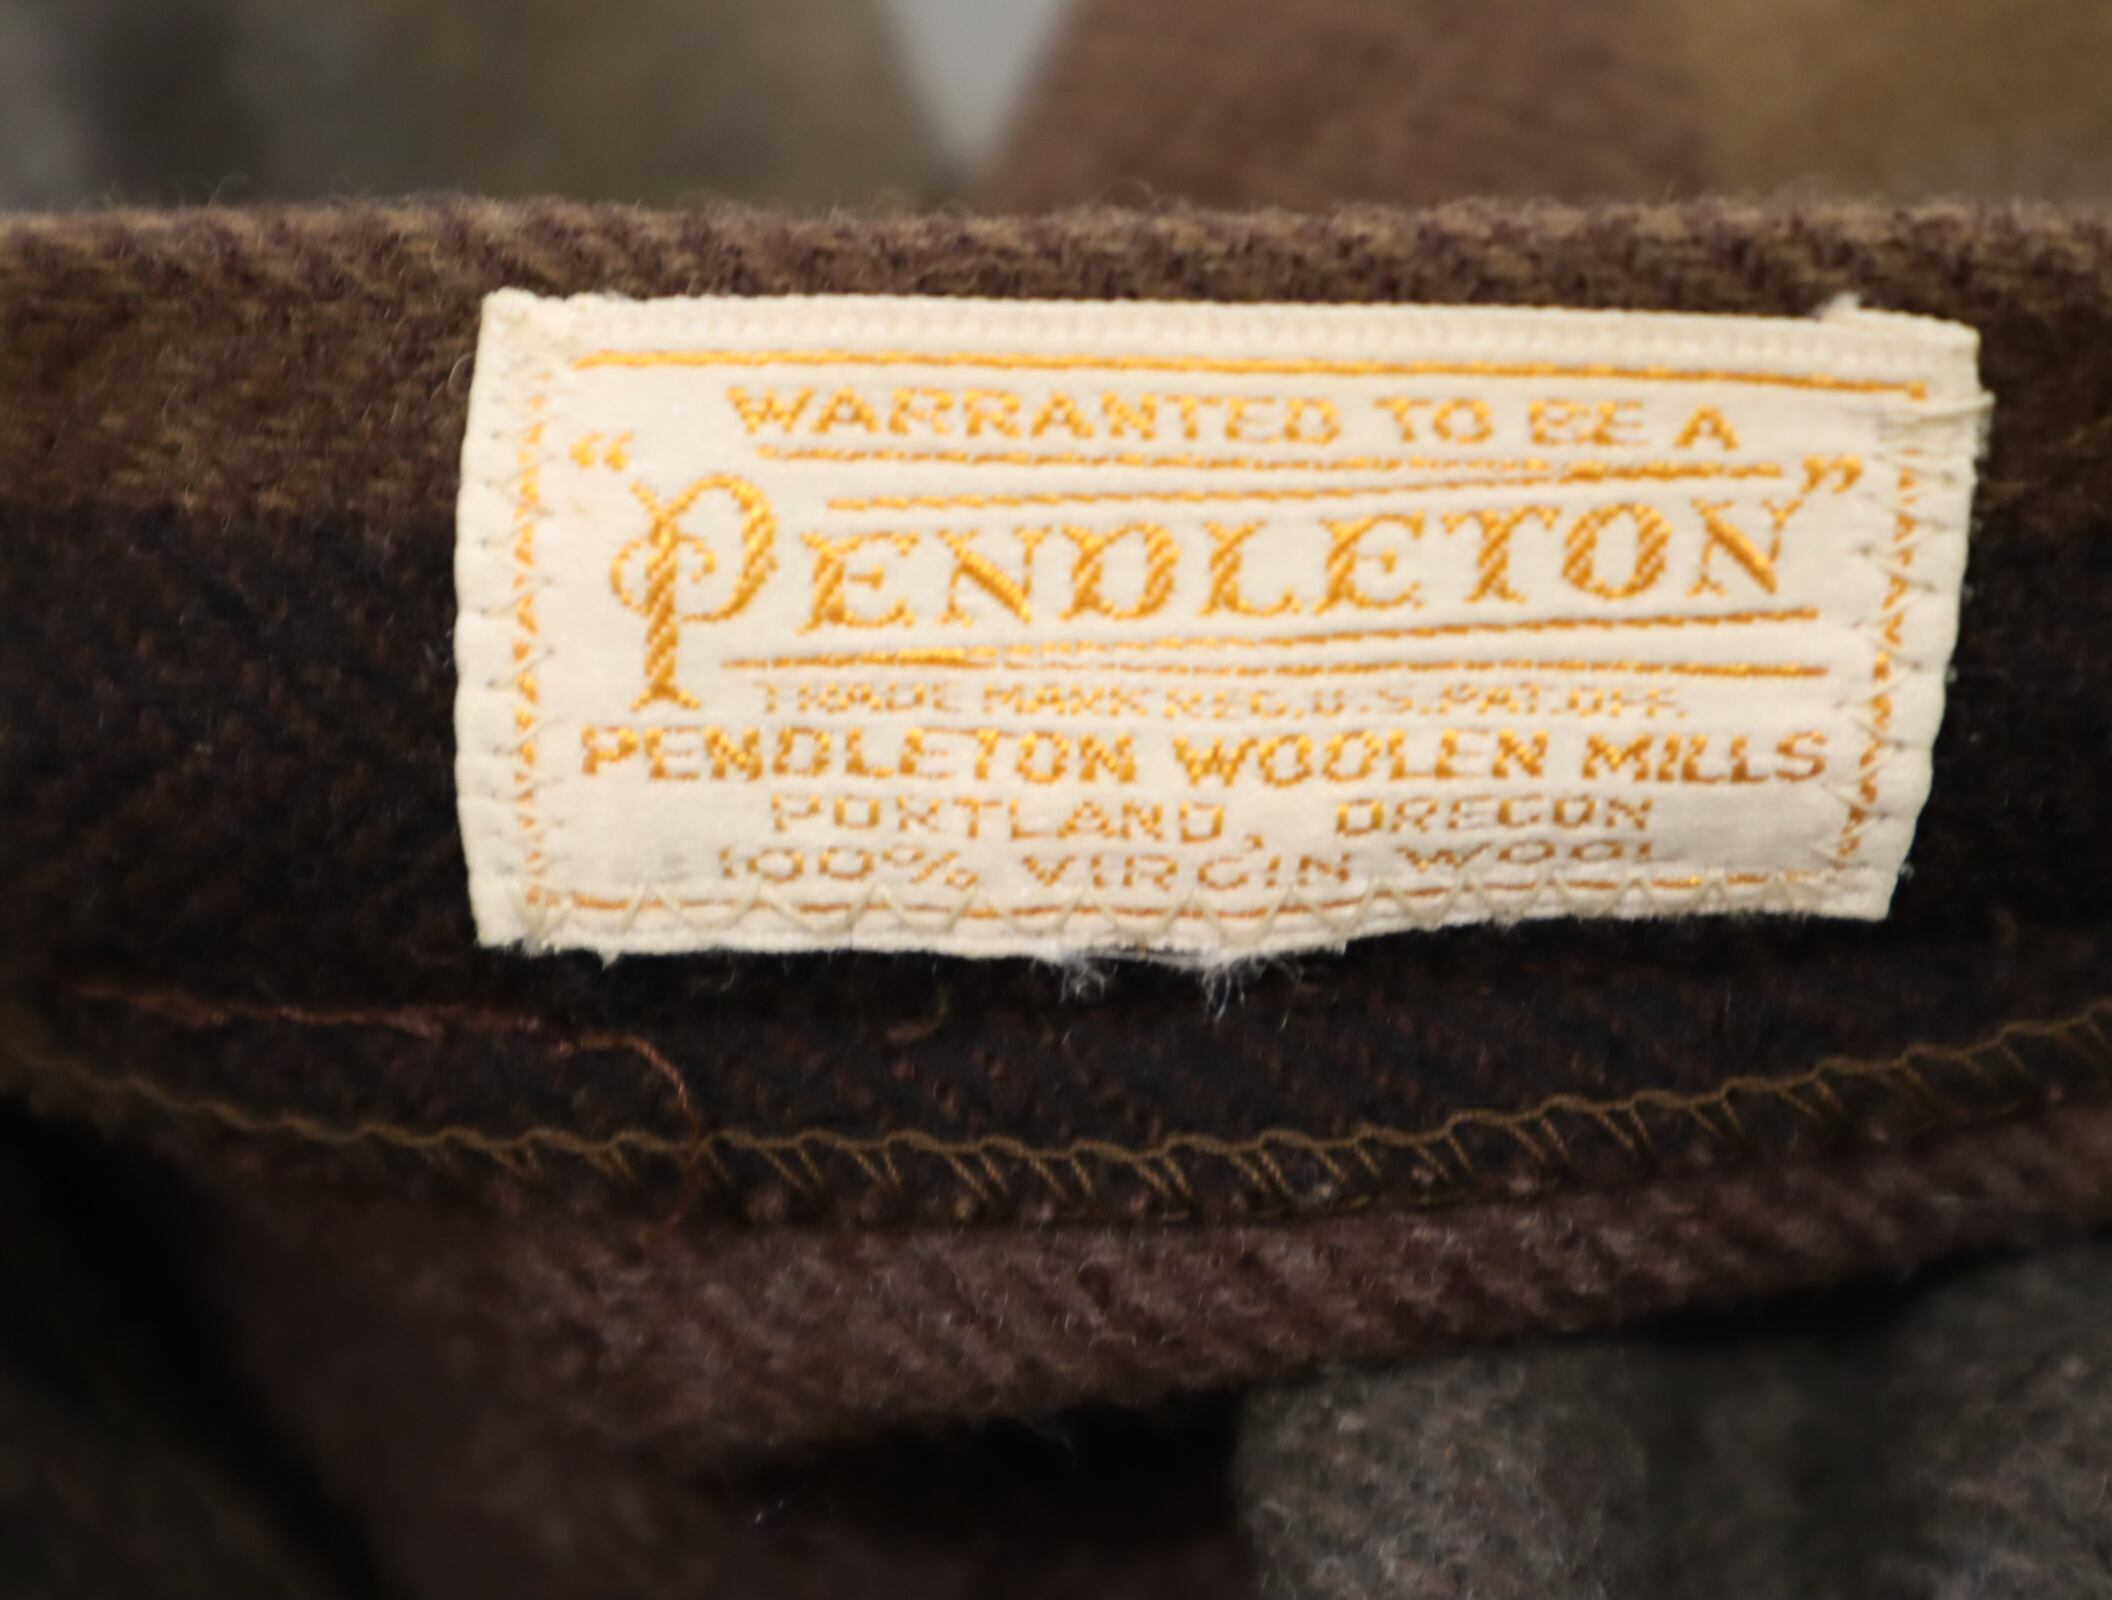 WARRANTED TO BE A
"PENDLETON"
TRADE MARK REG. U.S. PAT. OFF.
PENDLETON WOOLEN MILLS
PORTLAND, OREGON
100% VIRGIN WOOL